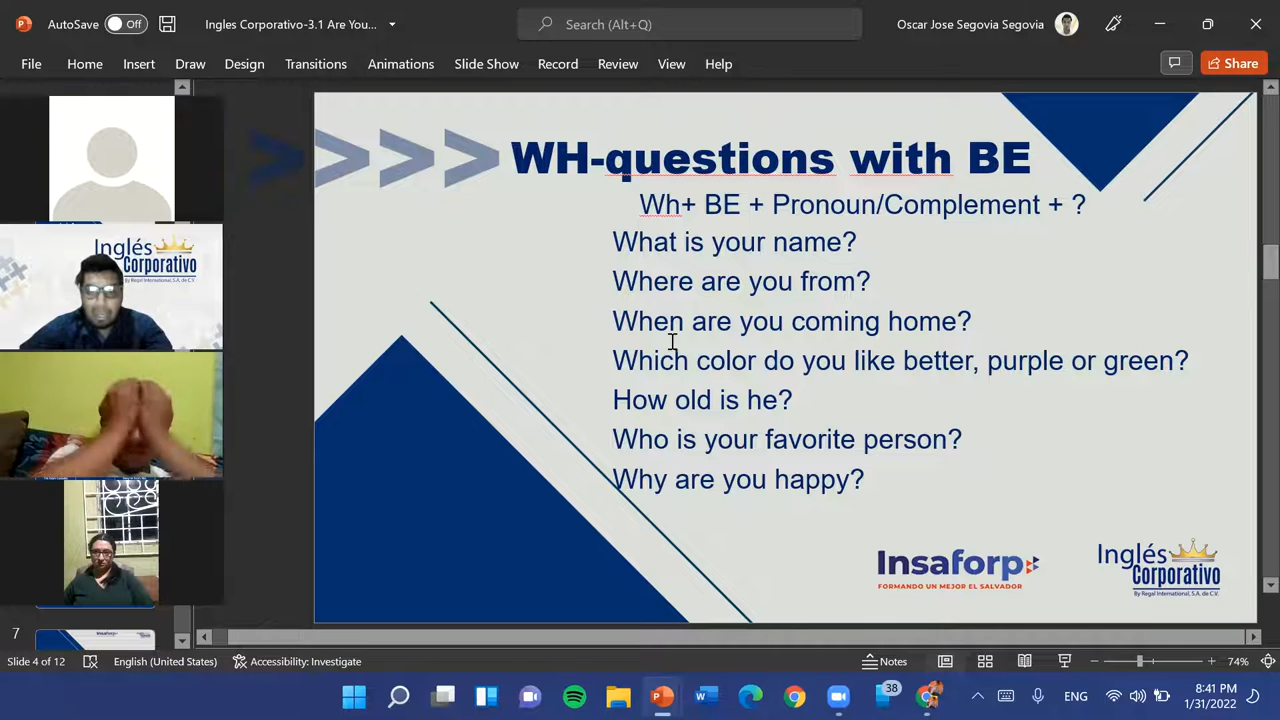 AutoSave Off
Ingles Corporativo-3.1 Are You...
Search (Alt+Q)
Oscar Jose Segovia Segovia
File Home Insert Draw Design Transitions Animations Slide Show Record Review View Help
Share
Inglés
Corporativo
By Regal International, S.A. de C.V.
>>>> WH-questions with BE
Wh+ BE + Pronoun/Complement + ?
What is your name?
Where are you from?
When are you coming home?
Which color do you like better, purple or green?
How old is he?
Who is your favorite person?
Why are you happy?
Insaforp
FORMANDO UN MEJOR EL SALVADOR
Inglés
Corporativo
By Regal International, S.A. de C.V.
7
Slide 4 of 12 English (United States) Accessibility: Investigate Notes 74%
38
ENG
8:41 PM
1/31/2022